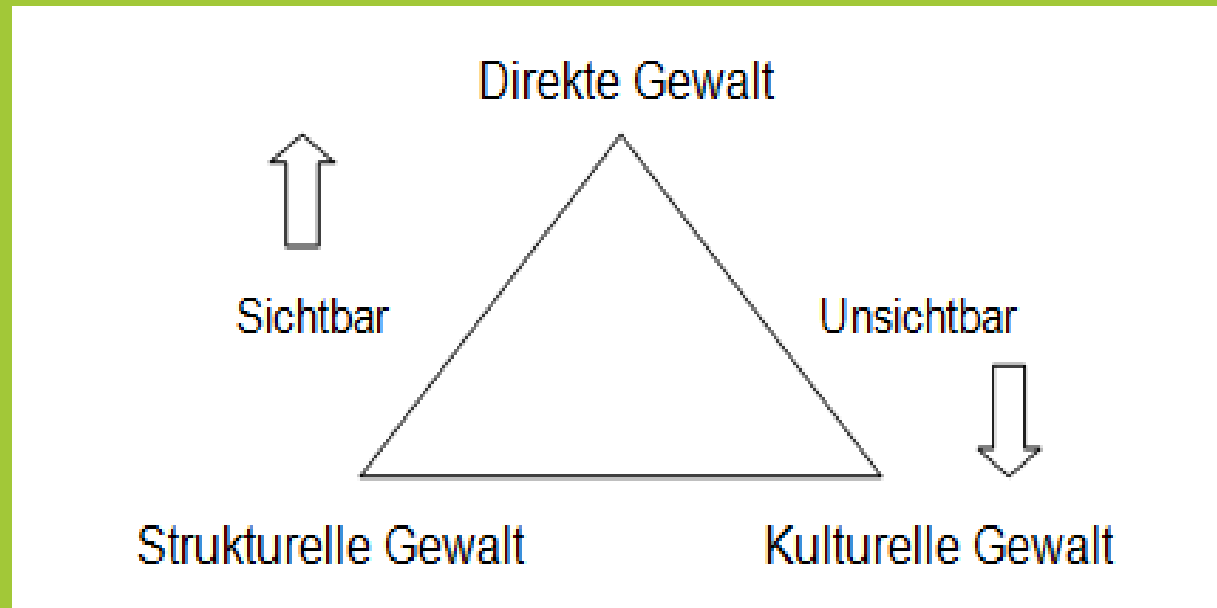 Direkte Gewalt
Sichtbar
Unsichtbar
Strukturelle Gewalt
Kulturelle Gewalt